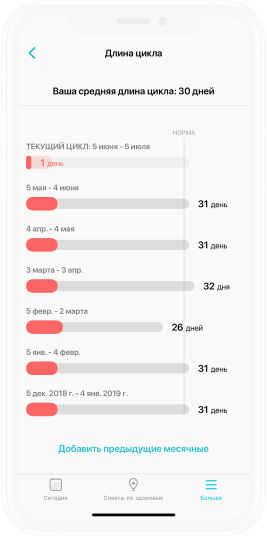 Длина цикла
Ваша средняя длина цикла: 30 дней
НОРМА
ТЕКУЩИЙ ЦИКЛ: 5 июня - 5 июля
1 день
5 мая - 4 июня
31 день
4 апр. - 4 мая
31 день
3 марта - 3 апр.
32 дня
5 февр. - 2 марта
26 дней
5 янв. - 4 февр.
31 день
5 дек. 2018 г. - 4 янв. 2019 г.
31 день
Добавить предыдущие месячные
Сегодня Советы по здоровью Больше